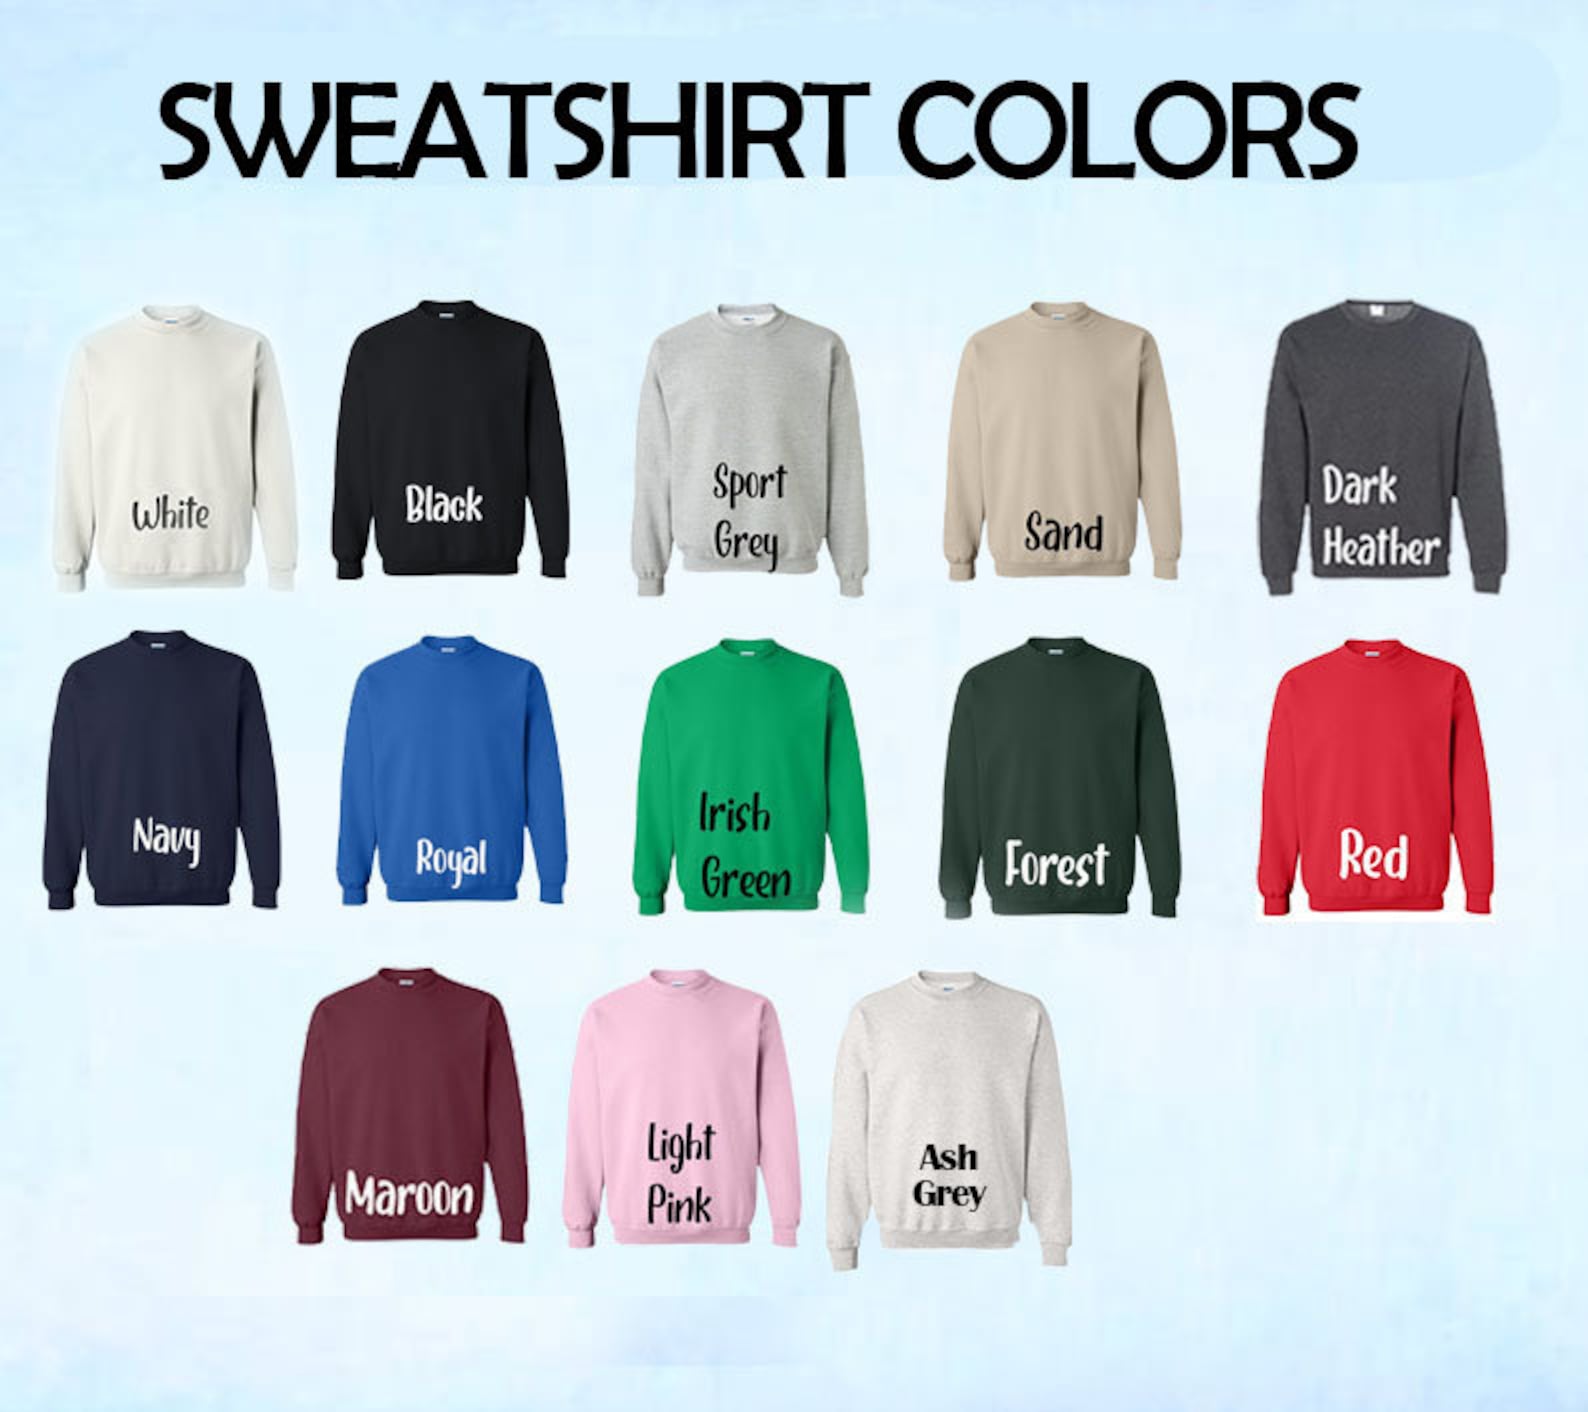 SWEATSHIRT COLORS
White
Black
Sport
Grey
Sand
Dark
Heather
Navy
Royal
Irish
Green
Forest
Red
Maroon
Light
Pink
Ash
Grey